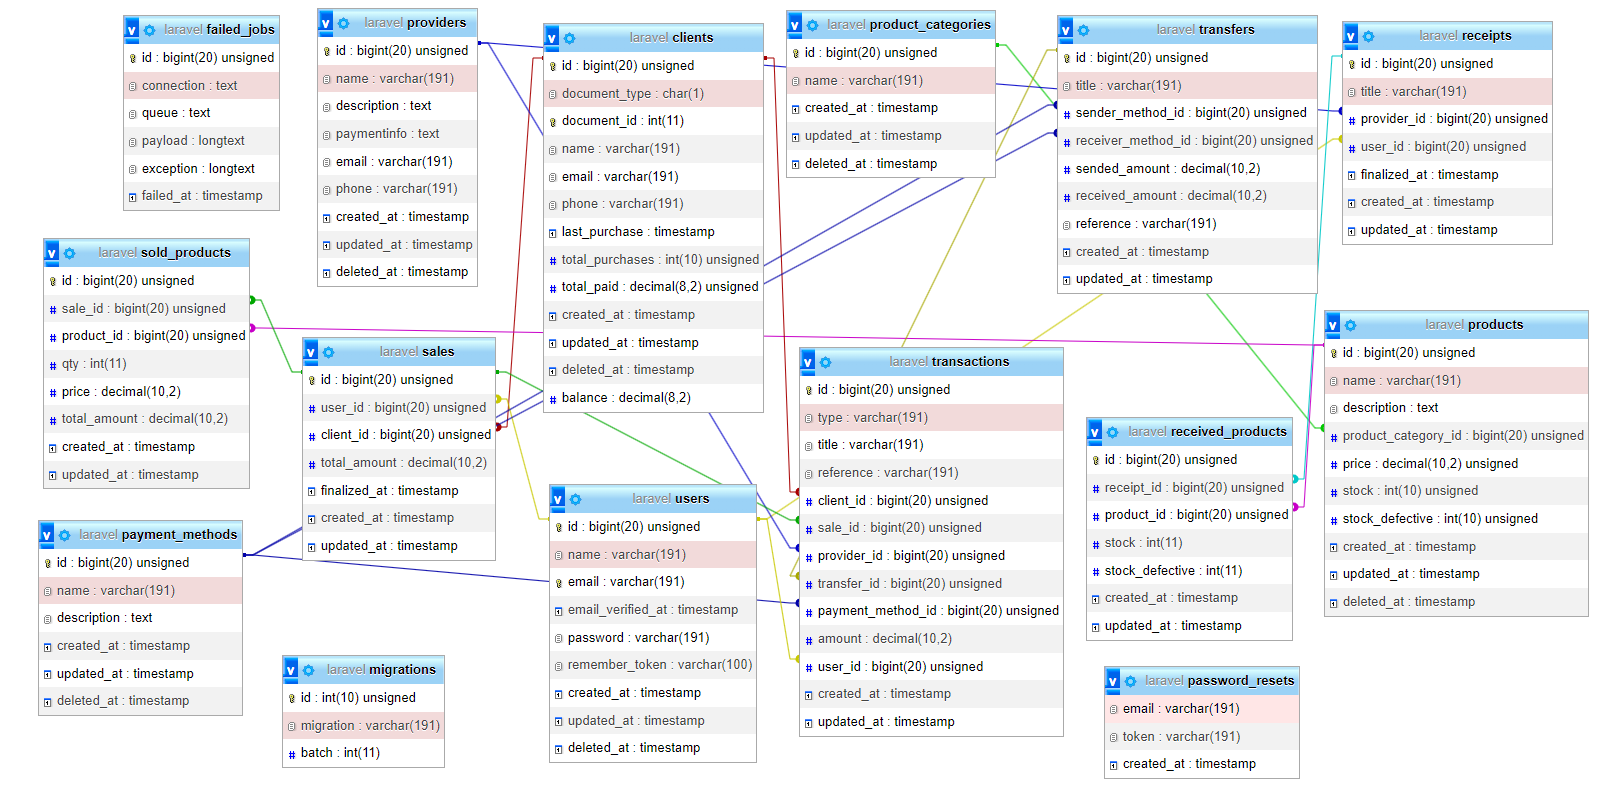 laravel failed_jobs
id : bigint(20) unsigned
connection : text
queue : text
payload : longtext
exception : longtext
failed_at : timestamp
laravel providers
id : bigint(20) unsigned
name : varchar(191)
description : text
paymentinfo : text
email : varchar(191)
phone : varchar(191)
created_at : timestamp
updated_at : timestamp
deleted_at : timestamp
laravel clients
id : bigint(20) unsigned
document_type : char(1)
document_id : int(11)
name : varchar(191)
email : varchar(191)
phone : varchar(191)
last_purchase : timestamp
total_purchases : int(10) unsigned
total_paid : decimal(8,2) unsigned
created_at : timestamp
updated_at : timestamp
deleted_at : timestamp
balance : decimal(8,2)
laravel product_categories
id : bigint(20) unsigned
name : varchar(191)
created_at : timestamp
updated_at : timestamp
deleted_at : timestamp
laravel transfers
id : bigint(20) unsigned
title : varchar(191)
sender_method_id : bigint(20) unsigned
receiver_method_id : bigint(20) unsigned
sended_amount : decimal(10,2)
received_amount : decimal(10,2)
reference : varchar(191)
created_at : timestamp
updated_at : timestamp
laravel receipts
id : bigint(20) unsigned
title : varchar(191)
provider_id : bigint(20) unsigned
user_id : bigint(20) unsigned
finalized_at : timestamp
created_at : timestamp
updated_at : timestamp
laravel sold_products
id : bigint(20) unsigned
sale_id : bigint(20) unsigned
product_id : bigint(20) unsigned
qty : int(11)
price : decimal(10,2)
total_amount : decimal(10,2)
created_at : timestamp
updated_at : timestamp
laravel sales
id : bigint(20) unsigned
user_id : bigint(20) unsigned
client_id : bigint(20) unsigned
total_amount : decimal(10,2)
finalized_at : timestamp
created_at : timestamp
updated_at : timestamp
laravel transactions
id : bigint(20) unsigned
type : varchar(191)
title : varchar(191)
reference : varchar(191)
client_id : bigint(20) unsigned
sale_id : bigint(20) unsigned
provider_id : bigint(20) unsigned
transfer_id : bigint(20) unsigned
payment_method_id : bigint(20) unsigned
amount : decimal(10,2)
user_id : bigint(20) unsigned
created_at : timestamp
updated_at : timestamp
laravel products
id : bigint(20) unsigned
name : varchar(191)
description : text
product_category_id : bigint(20) unsigned
price : decimal(10,2) unsigned
stock : int(10) unsigned
stock_defective : int(10) unsigned
created_at : timestamp
updated_at : timestamp
deleted_at : timestamp
laravel received_products
id : bigint(20) unsigned
receipt_id : bigint(20) unsigned
product_id : bigint(20) unsigned
stock : int(11)
stock_defective : int(11)
created_at : timestamp
updated_at : timestamp
laravel users
id : bigint(20) unsigned
name : varchar(191)
email : varchar(191)
email_verified_at : timestamp
password : varchar(191)
remember_token : varchar(100)
created_at : timestamp
updated_at : timestamp
deleted_at : timestamp
laravel payment_methods
id : bigint(20) unsigned
name : varchar(191)
description : text
created_at : timestamp
updated_at : timestamp
deleted_at : timestamp
laravel migrations
id : int(10) unsigned
migration : varchar(191)
batch : int(11)
laravel password_resets
email : varchar(191)
token : varchar(191)
created_at : timestamp